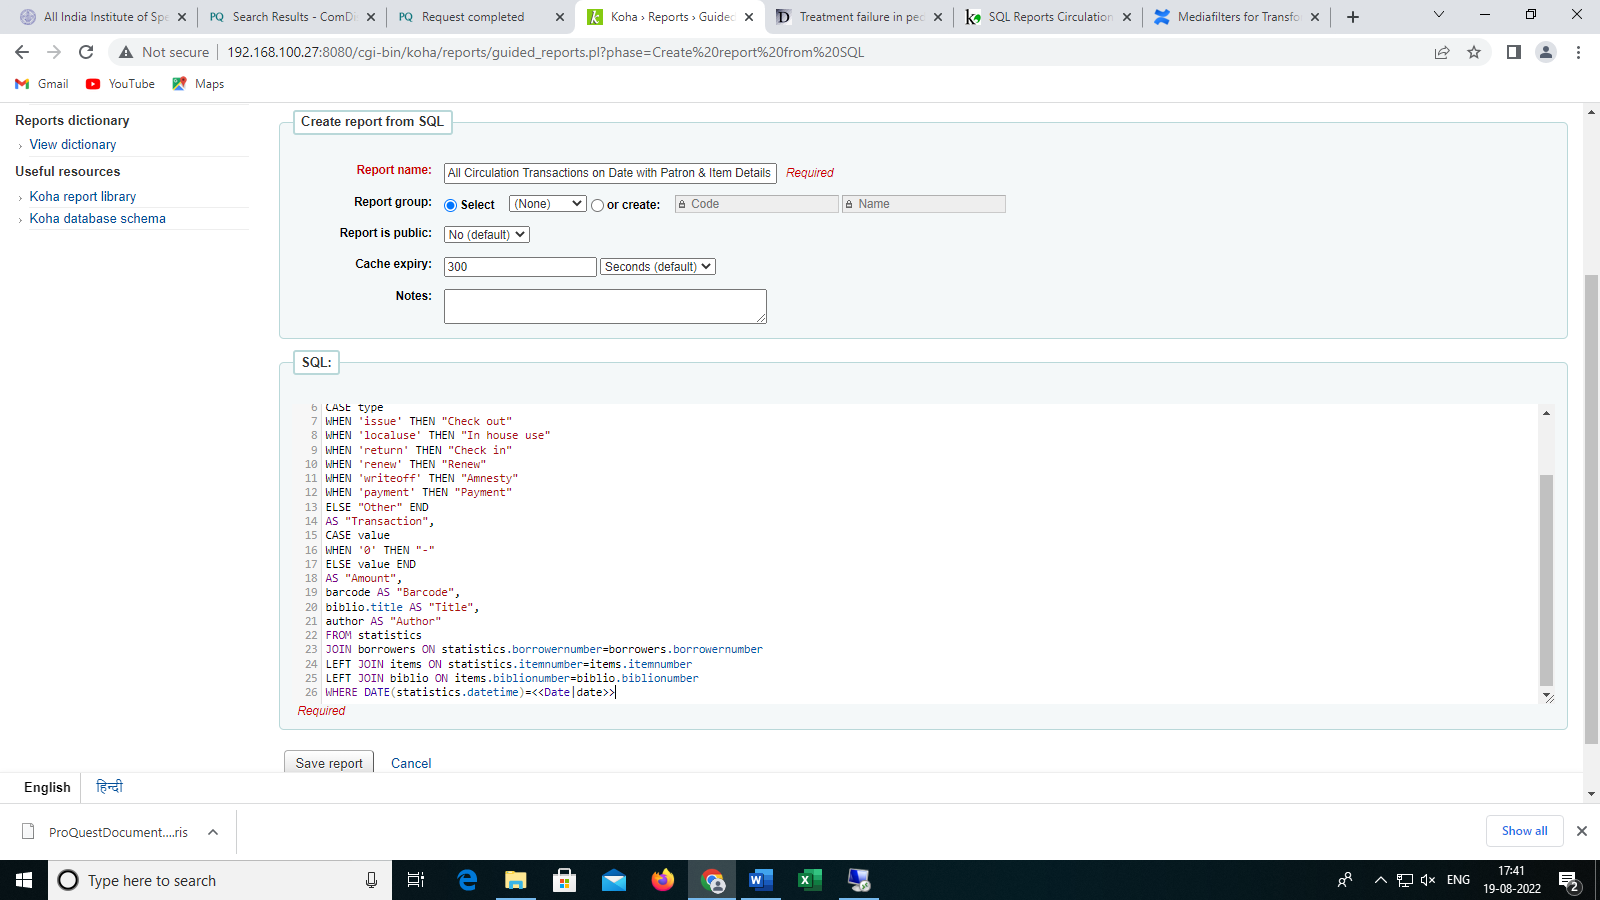 All India Institute of Spe
Search Results - ComDi
Request completed
Koha › Reports › Guided
Treatment failure in pec
SQL Reports Circulation
Mediafilters for Transfo
Not secure
192.168.100.27:8080/cgi-bin/koha/reports/guided_reports.pl?phase=Create%20report%20from%20SQL
Gmail
YouTube
Maps
Reports dictionary
View dictionary
Useful resources
Koha report library
Koha database schema
Create report from SQL
Report name: All Circulation Transactions on Date with Patron & Item Details Required
Report group: Select (None) or create: Code Name
Report is public: No (default)
Cache expiry: 300 Seconds (default)
Notes:
SQL:
6 CASE type
7 WHEN 'issue' THEN "Check out"
8 WHEN 'localuse' THEN "In house use"
9 WHEN 'return' THEN "Check in"
10 WHEN 'renew' THEN "Renew"
11 WHEN 'writeoff' THEN "Amnesty"
12 WHEN 'payment' THEN "Payment"
13 ELSE "Other" END
14 AS "Transaction",
15 CASE value
16 WHEN '0' THEN "-"
17 ELSE value END
18 AS "Amount",
19 barcode AS "Barcode",
20 biblio.title AS "Title",
21 author AS "Author"
22 FROM statistics
23 JOIN borrowers ON statistics.borrowernumber=borrowers.borrowernumber
24 LEFT JOIN items ON statistics.itemnumber=items.itemnumber
25 LEFT JOIN biblio ON items.biblionumber=biblio.biblionumber
26 WHERE DATE(statistics.datetime)=<<Date|date>>
Required
Save report Cancel
English हिन्दी
ProQuestDocument....ris
Show all
Type here to search
ENG
17:41
19-08-2022
2